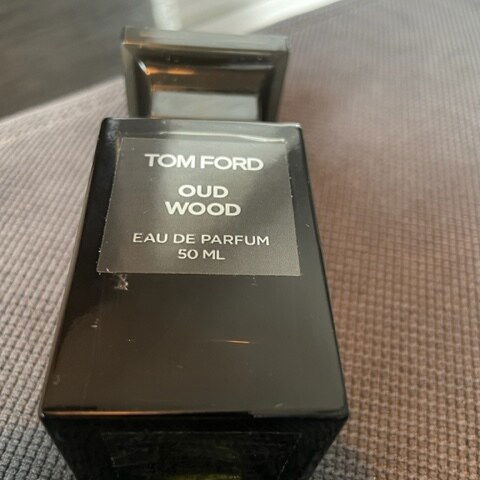 TOM FORD
OUD
WOOD
EAU DE PARFUM
50 ML